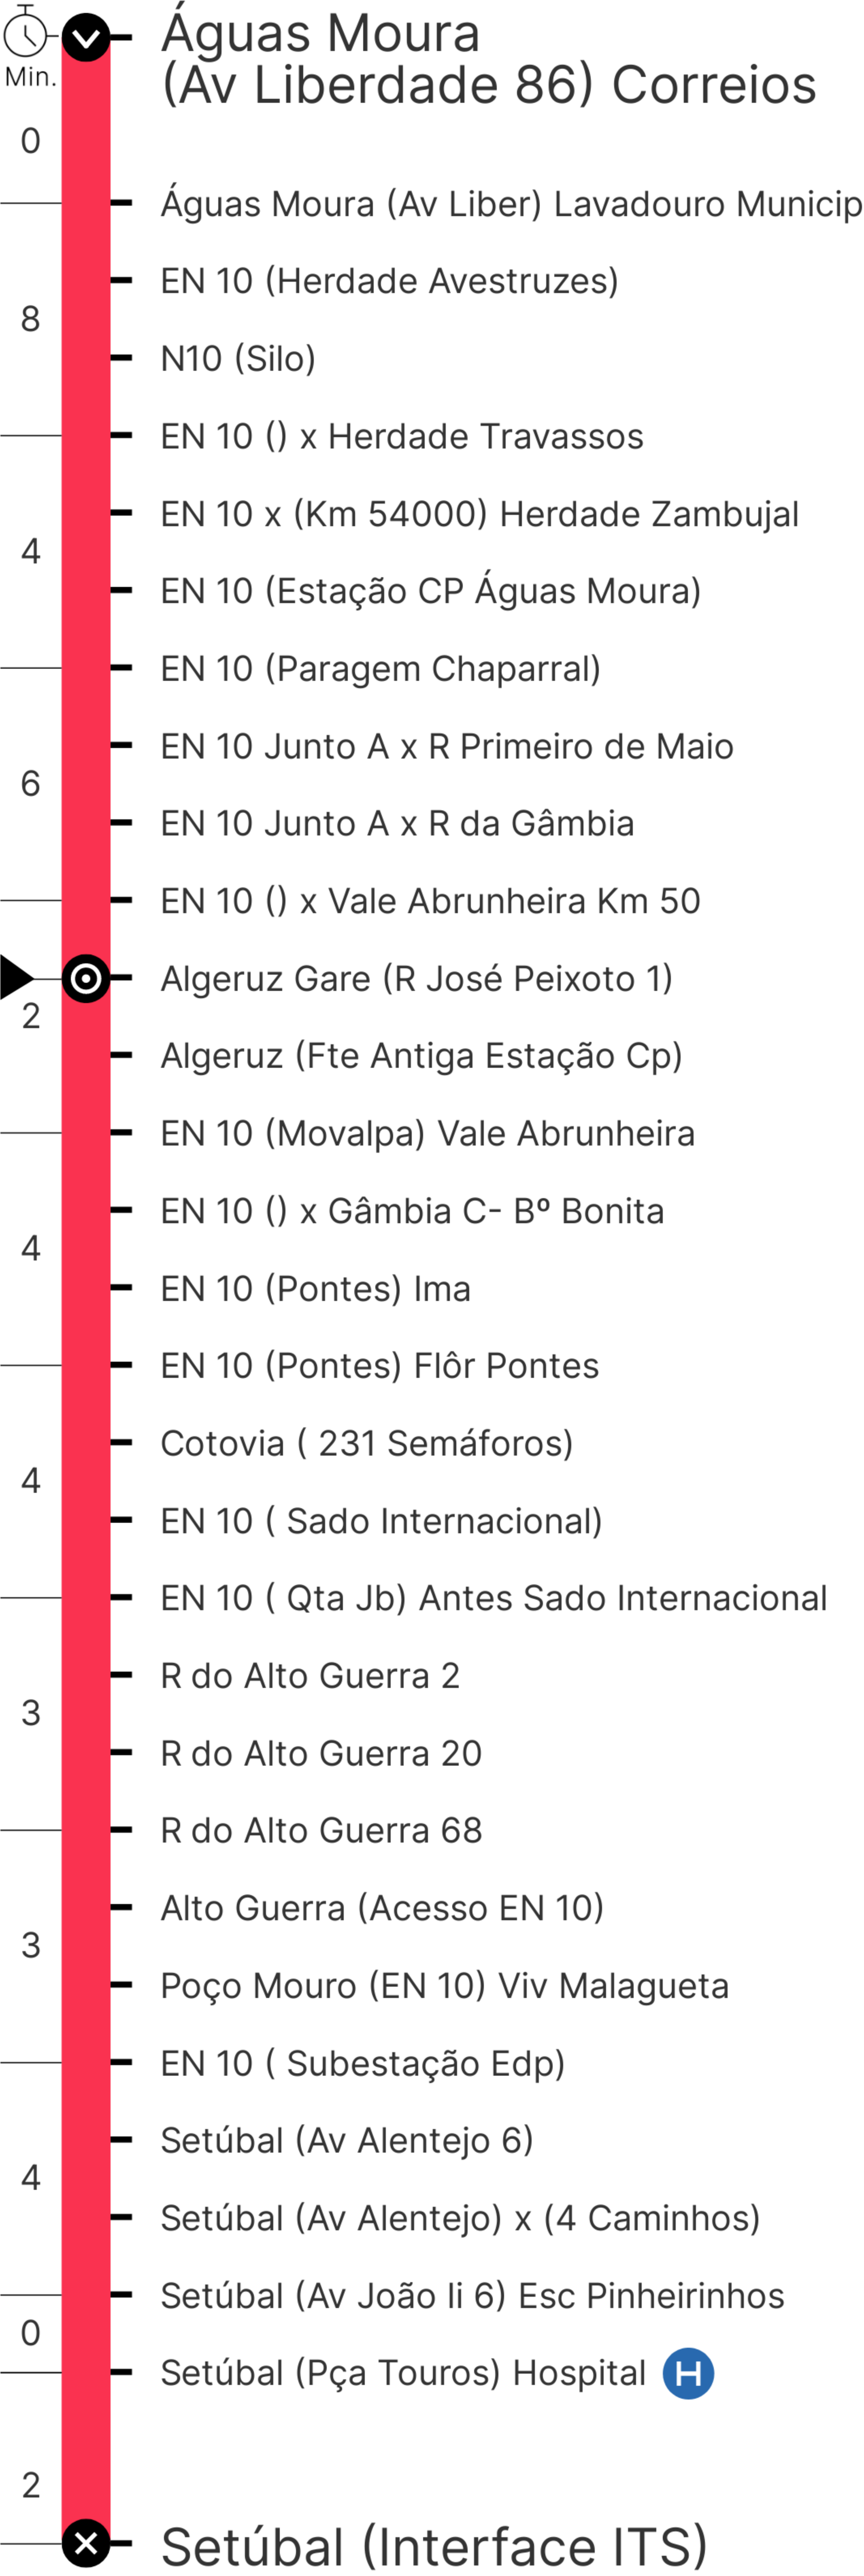 Águas Moura
(Av Liberdade 86) Correios
Min.
0
Águas Moura (Av Liber) Lavadouro Municip
EN 10 (Herdade Avestruzes)
8
N10 (Silo)
EN 10 () x Herdade Travassos
EN 10 x (Km 54000) Herdade Zambujal
4
EN 10 (Estação CP Águas Moura)
EN 10 (Paragem Chaparral)
EN 10 Junto A x R Primeiro de Maio
6
EN 10 Junto A x R da Gâmbia
EN 10 () x Vale Abrunheira Km 50
Algeruz Gare (R José Peixoto 1)
2
Algeruz (Fte Antiga Estação Cp)
EN 10 (Movalpa) Vale Abrunheira
EN 10 () x Gâmbia C- Bº Bonita
4
EN 10 (Pontes) Ima
EN 10 (Pontes) Flôr Pontes
Cotovia ( 231 Semáforos)
4
EN 10 ( Sado Internacional)
EN 10 ( Qta Jb) Antes Sado Internacional
R do Alto Guerra 2
3
R do Alto Guerra 20
R do Alto Guerra 68
Alto Guerra (Acesso EN 10)
3
Poço Mouro (EN 10) Viv Malagueta
EN 10 ( Subestação Edp)
Setúbal (Av Alentejo 6)
4
Setúbal (Av Alentejo) x (4 Caminhos)
Setúbal (Av João Ii 6) Esc Pinheirinhos
0
Setúbal (Pça Touros) Hospital H
2
Setúbal (Interface ITS)